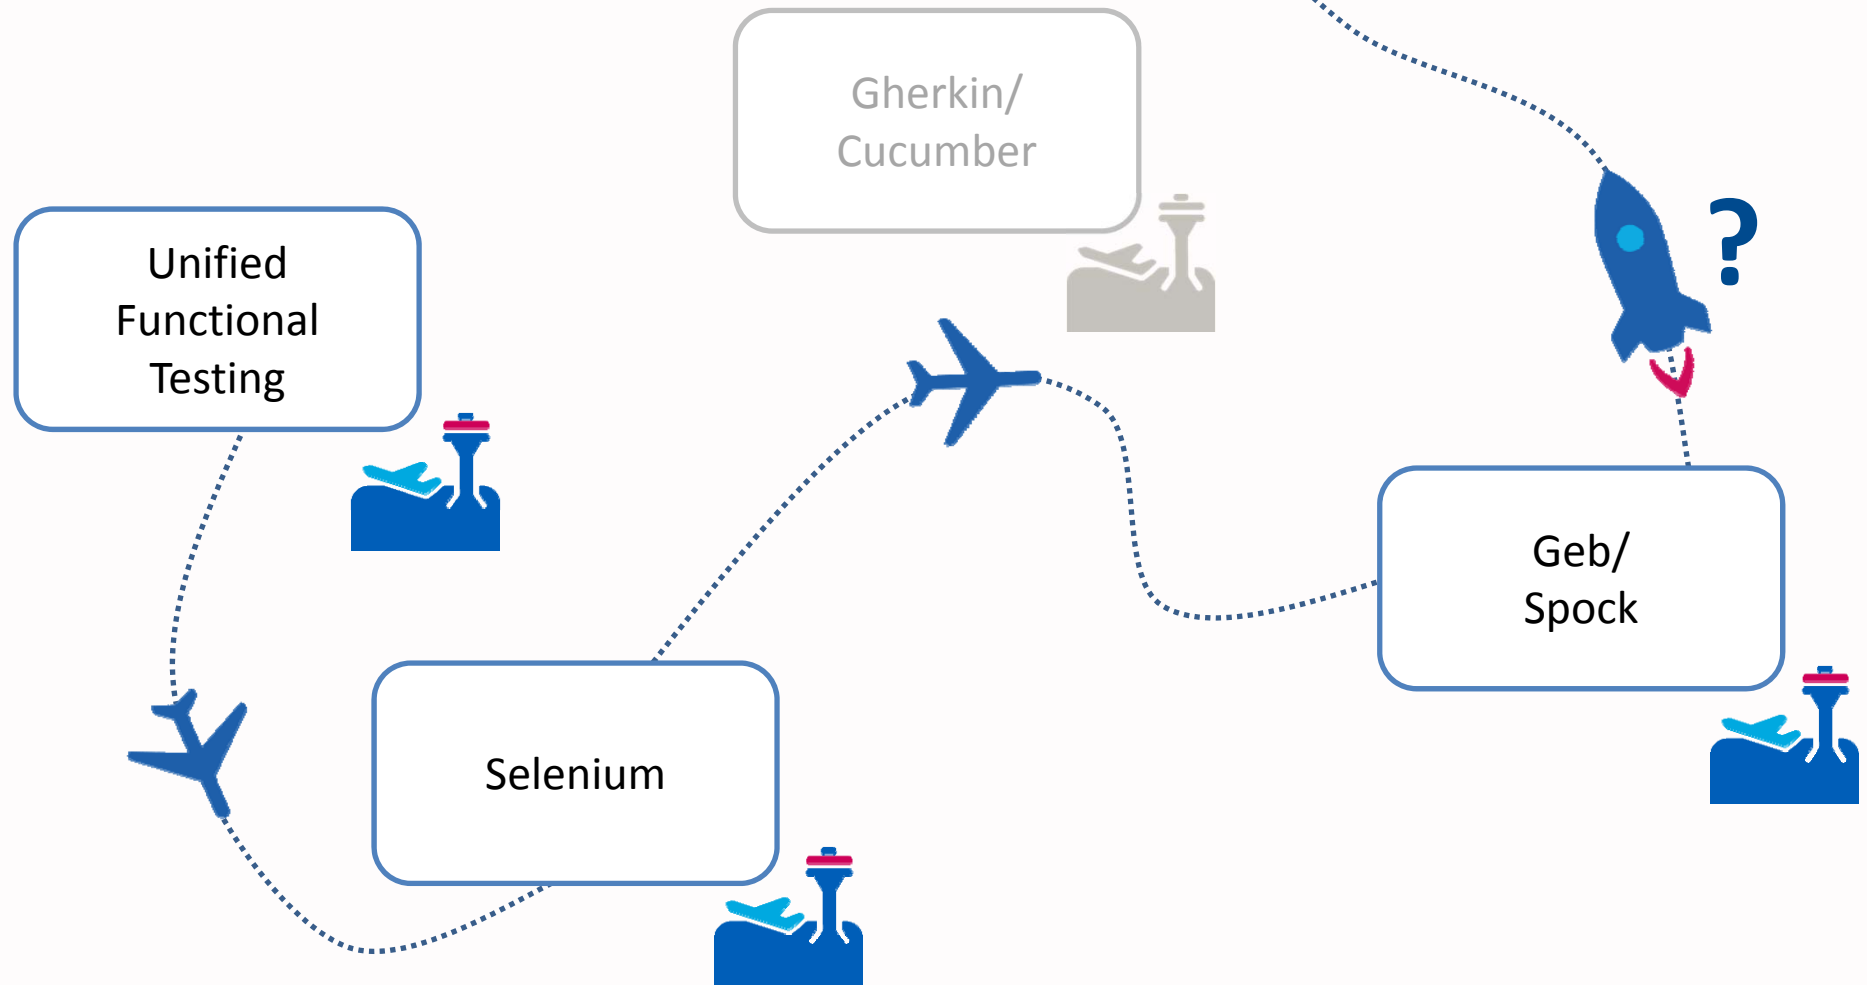 Gherkin/
Cucumber
Unified
Functional
Testing
?
Geb/
Spock
Selenium